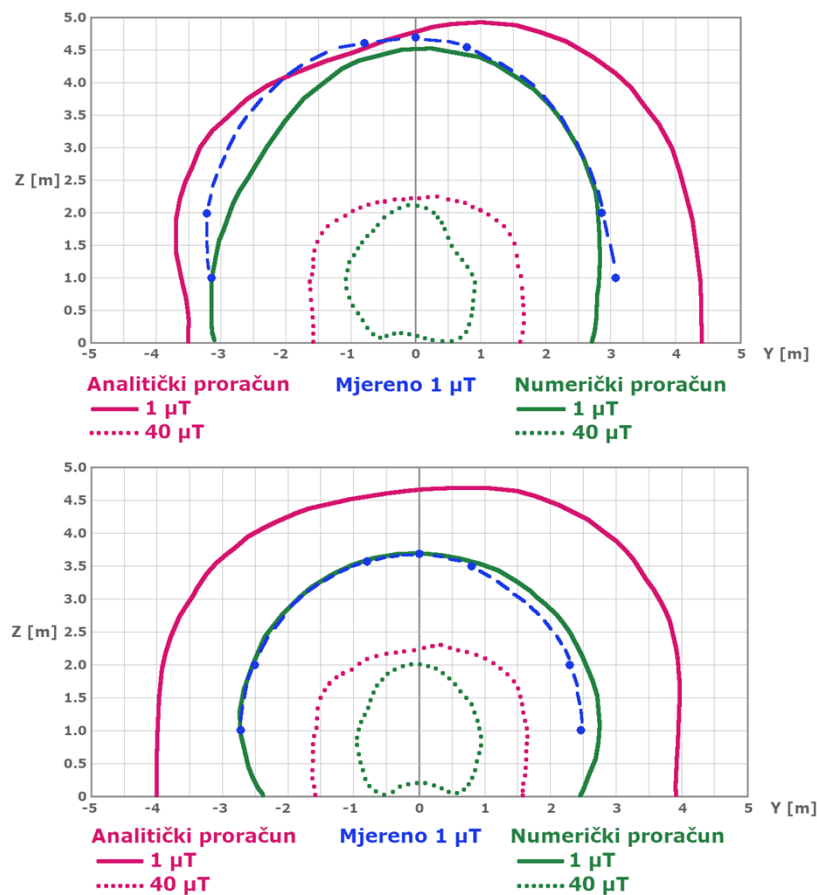 5.0
4.5
4.0
3.5
3.0
Z [m] 2.5
2.0
1.5
1.0
0.5
0
-5 -4 -3 -2 -1 0 1 2 3 4 5 Y [m]
Analitički proračun Mjereno 1 µT Numerički proračun
1 µT 1 µT
40 µT 40 µT
5.0
4.5
4.0
3.5
3.0
Z [m] 2.5
2.0
1.5
1.0
0.5
0
-5 -4 -3 -2 -1 0 1 2 3 4 5 Y [m]
Analitički proračun Mjereno 1 µT Numerički proračun
1 µT 1 µT
40 µT 40 µT